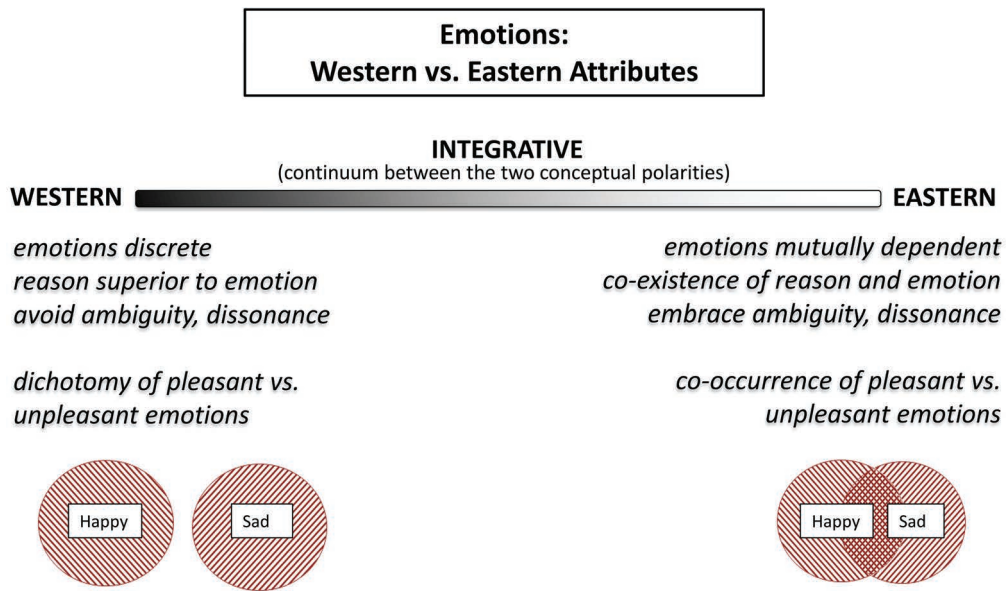 Emotions:
Western vs. Eastern Attributes
INTEGRATIVE
(continuum between the two conceptual polarities)
WESTERN
EASTERN
emotions discrete
reason superior to emotion
avoid ambiguity, dissonance
dichotomy of pleasant vs.
unpleasant emotions
emotions mutually dependent
co-existence of reason and emotion
embrace ambiguity, dissonance
co-occurrence of pleasant vs.
unpleasant emotions
Happy
Sad
Happy
Sad